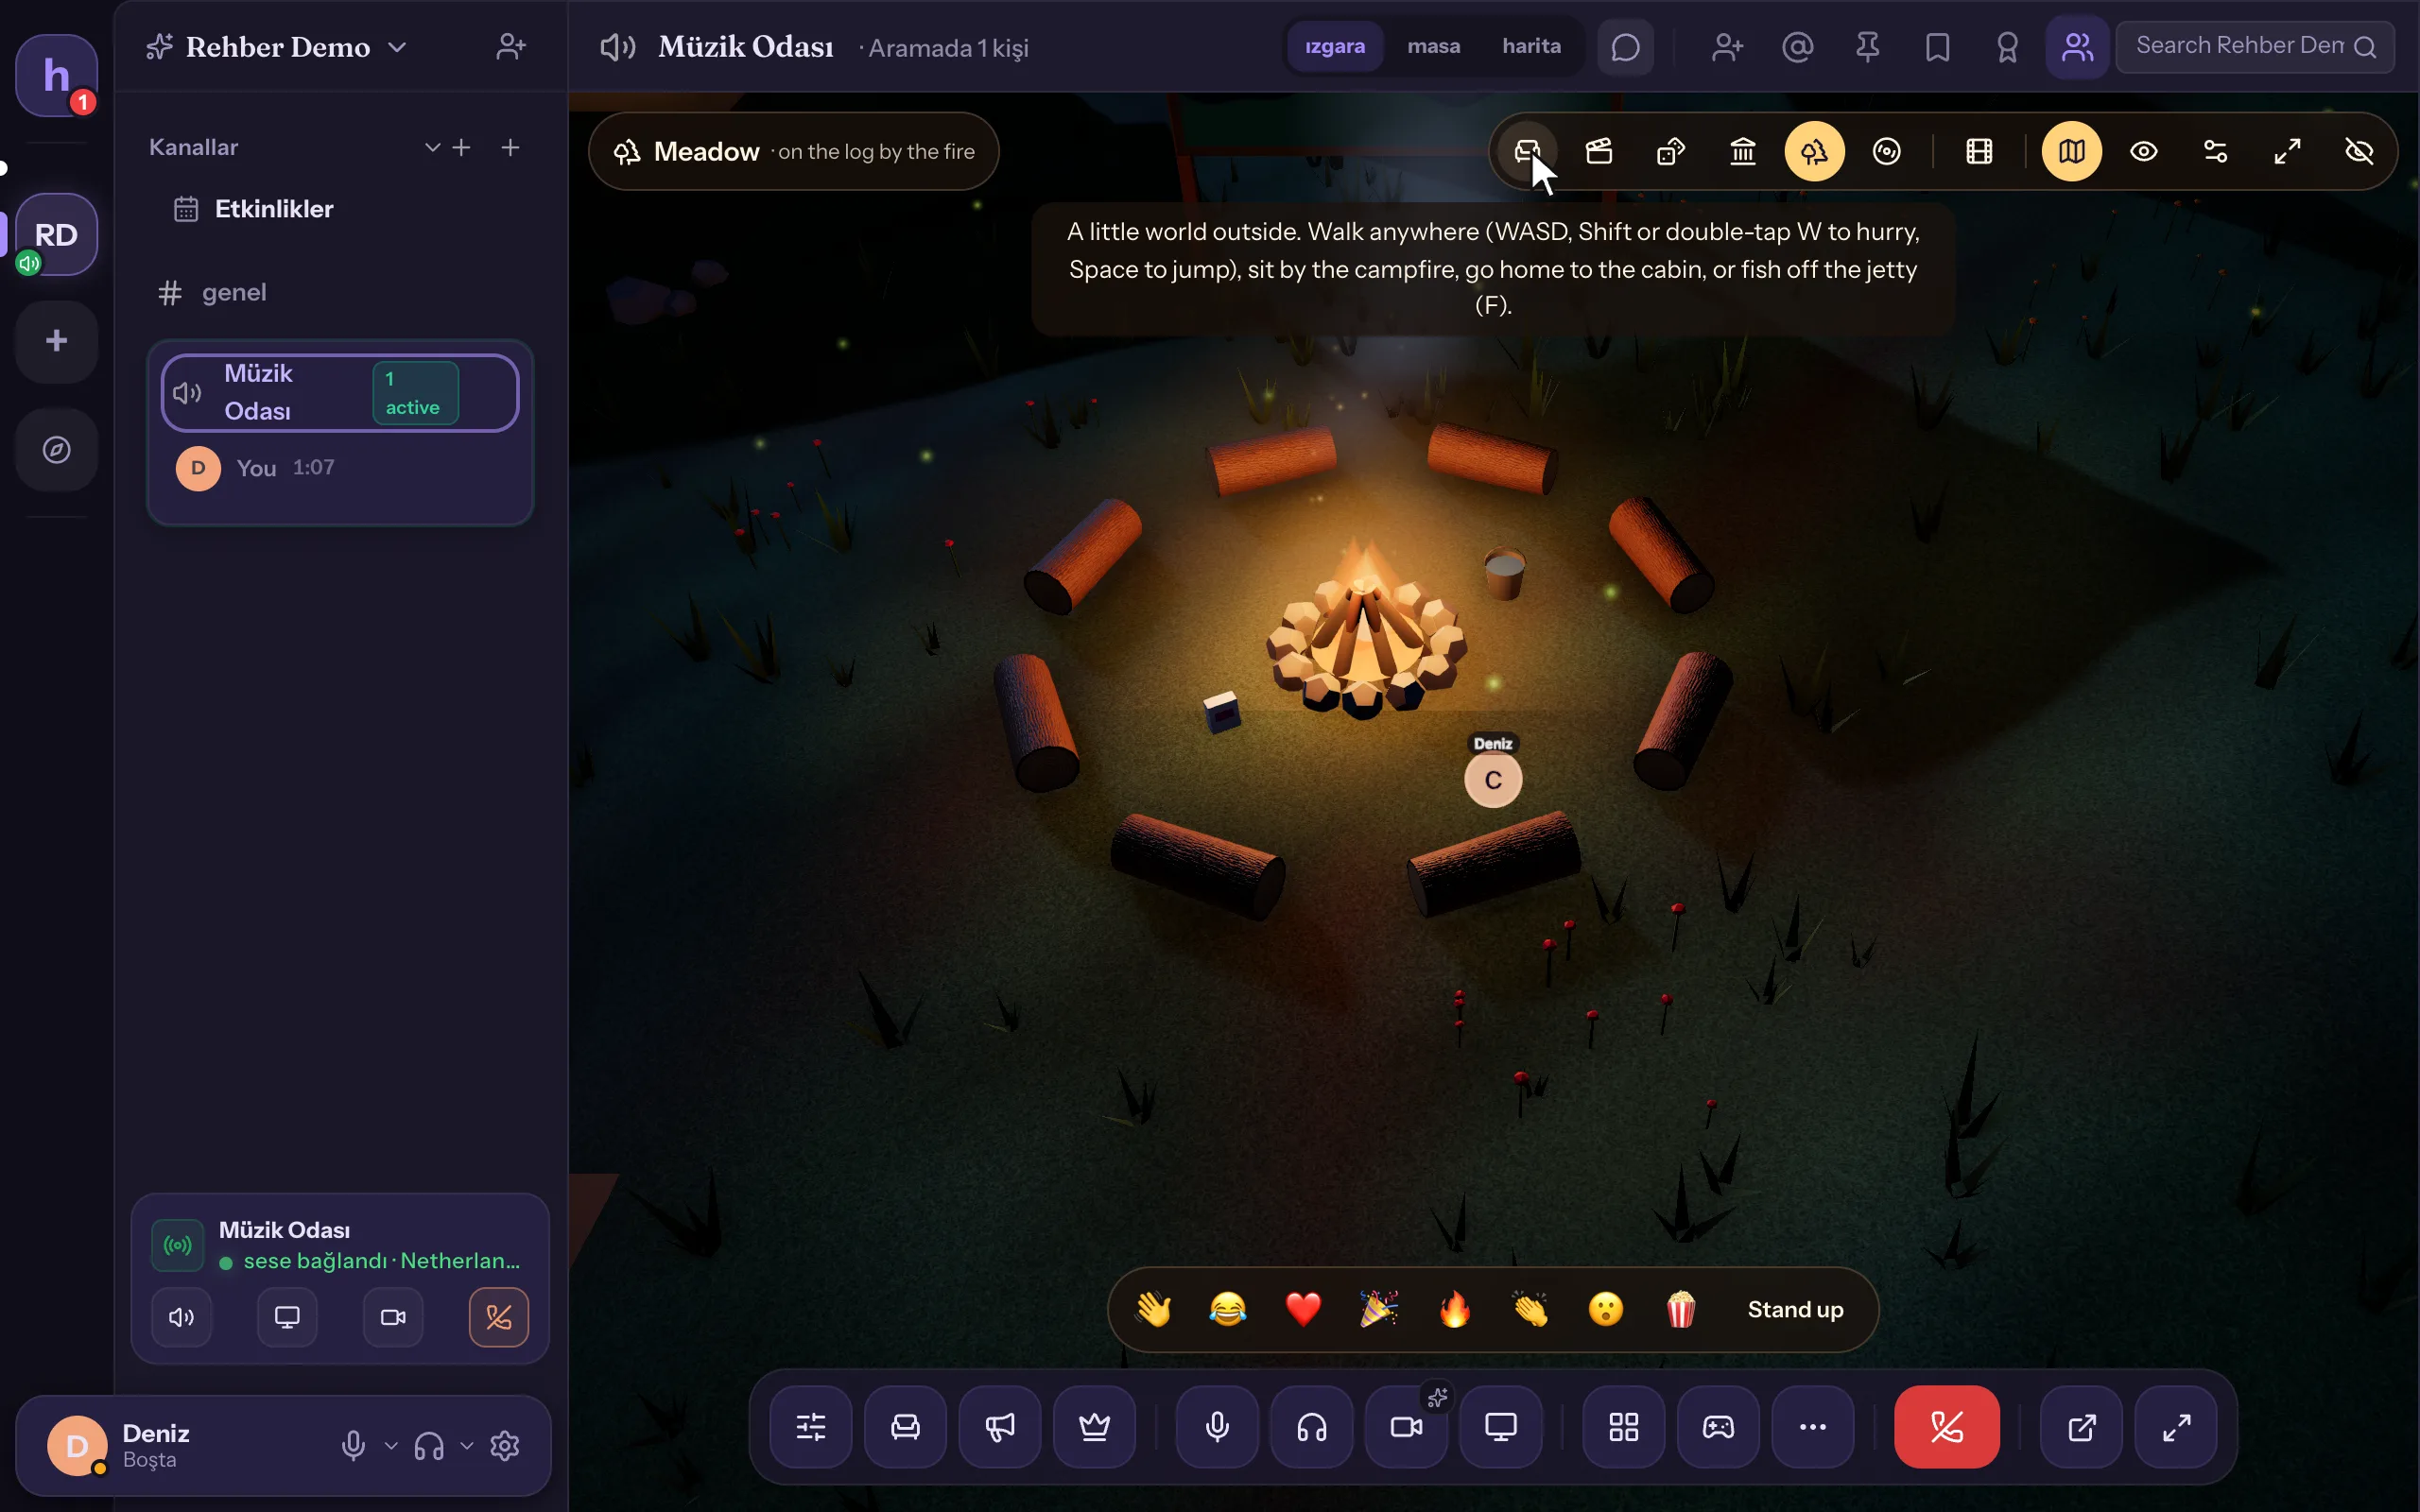 h
1
RD
Rehber Demo
Kanallar
Etkinlikler
genel
Müzik
Odası
1
active
D
You 1:07
Müzik Odası
sese bağlandı · Netherlan...
D
Deniz
Boşta
Müzik Odası · Aramada 1 kişi
ızgara
masa
harita
Search Rehber Den
Meadow · on the log by the fire
A little world outside. Walk anywhere (WASD, Shift or double-tap W to hurry,
Space to jump), sit by the campfire, go home to the cabin, or fish off the jetty
(F).
Deniz
C
Stand up